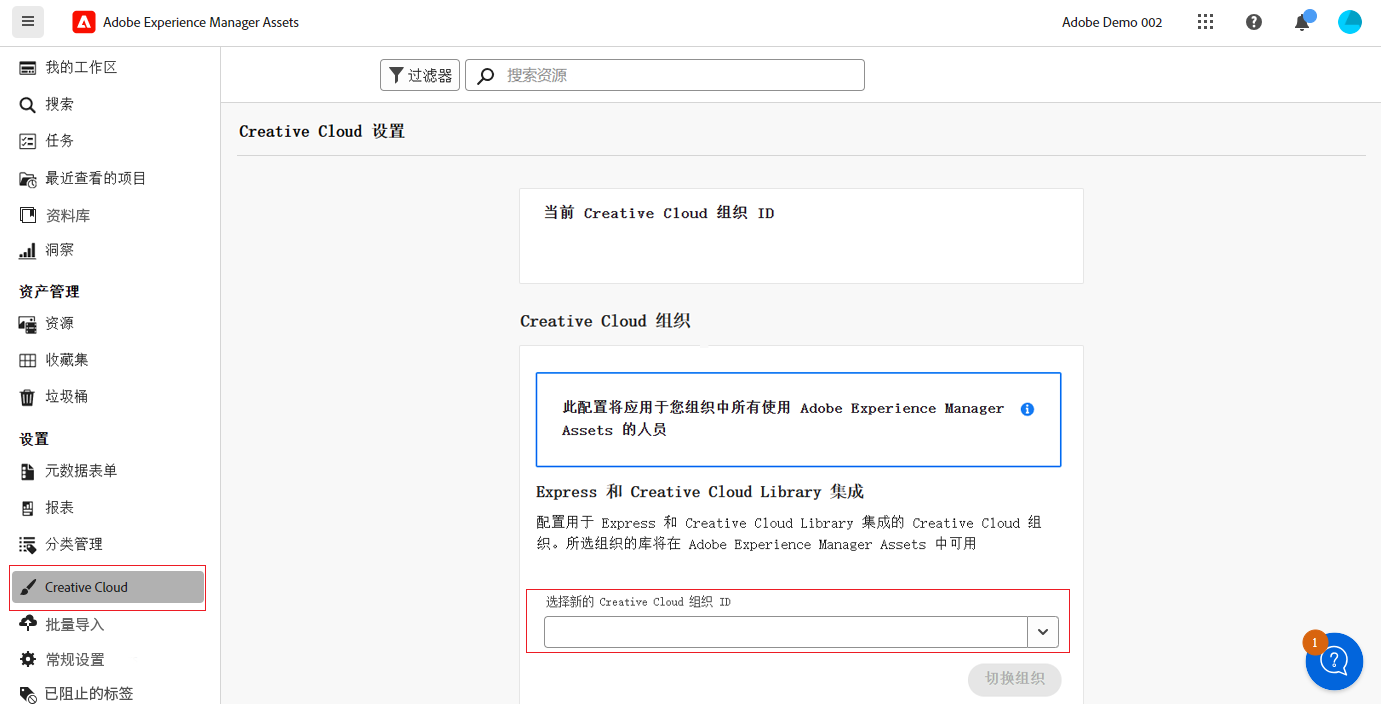 Adobe Experience Manager Assets
Adobe Demo 002
我的工作区
搜索
任务
最近查看的项目
资料库
洞察
资产管理
资源
收藏集
垃圾桶
设置
元数据表单
报表
分类管理
Creative Cloud
批量导入
常规设置
已阻止的标签
过滤器
搜索资源
Creative Cloud 设置
当前 Creative Cloud 组织 ID
Creative Cloud 组织
此配置将应用于您组织中所有使用 Adobe Experience Manager
Assets 的人员
Express 和 Creative Cloud Library 集成
配置用于 Express 和 Creative Cloud Library 集成的 Creative Cloud 组
织。所选组织的库将在 Adobe Experience Manager Assets 中可用
选择新的 Creative Cloud 组织 ID
切换组织
1